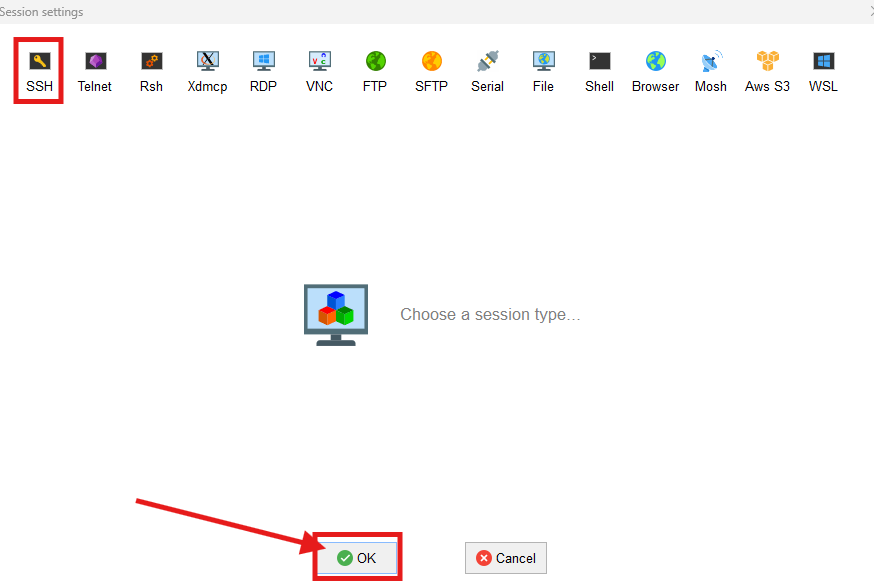 Session settings
SSH Telnet Rsh Xdmcp RDP VNC FTP SFTP Serial File Shell Browser Mosh Aws S3 WSL
Choose a session type...
OK Cancel